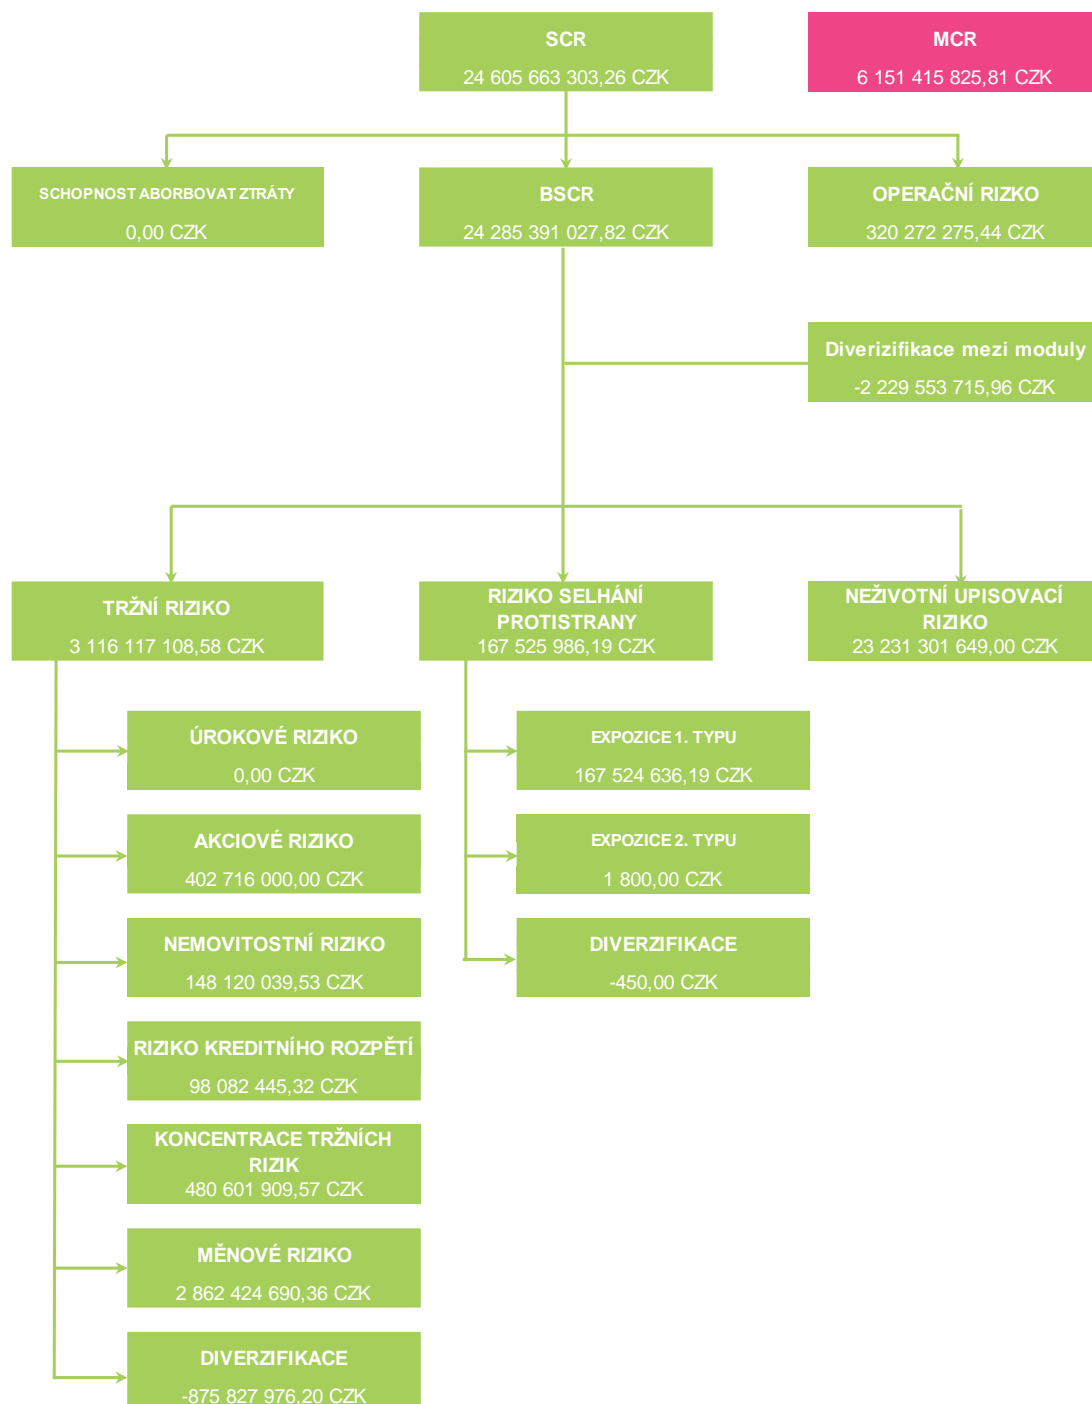 SCR
24 605 663 303,26 CZK
MCR
6 151 415 825,81 CZK
SCHOPNOST ABORBOVAT ZTRÁTY
0,00 CZK
BSCR
24 285 391 027,82 CZK
OPERAČNÍ RIZKO
320 272 275,44 CZK
Diverizifikace mezi moduly
-2 229 553 715,96 CZK
TRŽNÍ RIZIKO
3 116 117 108,58 CZK
RIZIKO SELHÁNÍ
PROTISTRANY
167 525 986,19 CZK
NEŽIVOTNÍ UPISOVACÍ
RIZIKO
23 231 301 649,00 CZK
ÚROKOVÉ RIZIKO
0,00 CZK
EXPOZICE 1. TYPU
167 524 636,19 CZK
AKCIOVÉ RIZIKO
402 716 000,00 CZK
EXPOZICE 2. TYPU
1 800,00 CZK
NEMOVITOSTNÍ RIZIKO
148 120 039,53 CZK
DIVERZIFIKACE
-450,00 CZK
RIZIKO KREDITNÍHO ROZPĚTÍ
98 082 445,32 CZK
KONCENTRACE TRŽNÍCH
RIZIK
480 601 909,57 CZK
MĚNOVÉ RIZIKO
2 862 424 690,36 CZK
DIVERZIFIKACE
-875 827 976,20 CZK